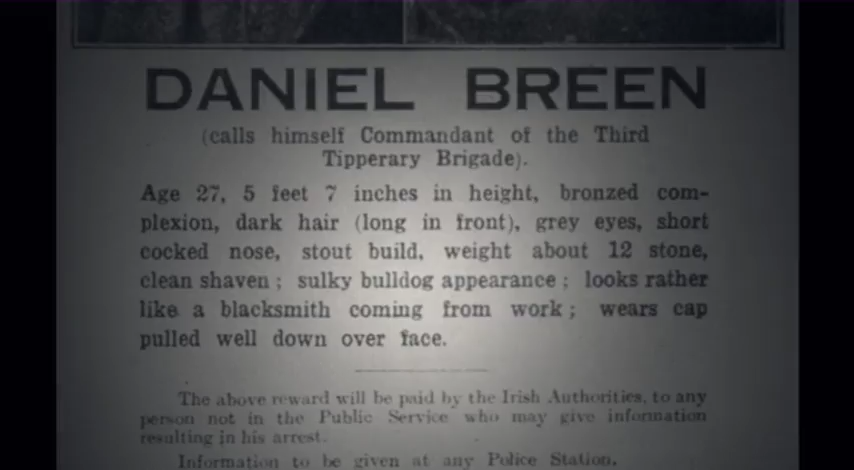 DANIEL BREEN
(calls himself Commandant of the Third
Tipperary Brigade).
Age 27, 5 feet 7 inches in height, bronzed com-
plexion, dark hair (long in front), grey eyes, short
cocked nose, stout build, weight about 12 stone,
clean shaven ; sulky bulldog appearance ; looks rather
like a blacksmith coming from work ; wears cap
pulled well down over face.
The above reward will be paid by the Irish Authorities, to any
person not in the Public Service who may give information
resulting in his arrest.
Information to be given at any Police Station.